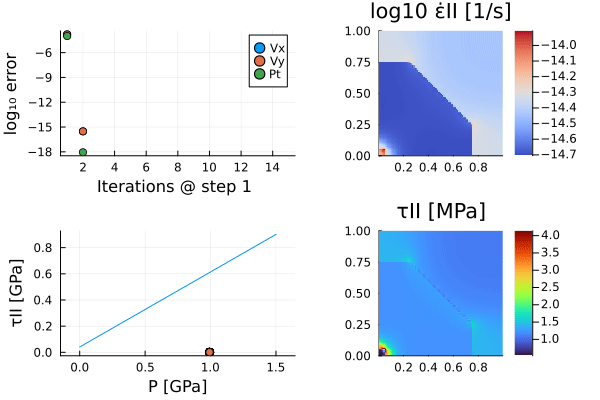 log10 ε̇II [1/s]
Vx
Vy
Pt
log₁₀ error
−6
−9
−12
−15
−18
2 4 6 8 10 12 14
Iterations @ step 1
1.00
0.75
0.50
0.25
0.00
0.2 0.4 0.6 0.8
−14.0
−14.1
−14.2
−14.3
−14.4
−14.5
−14.6
−14.7
τII [MPa]
τII [GPa]
0.8
0.6
0.4
0.2
0.0
0.0 0.5 1.0 1.5
P [GPa]
1.00
0.75
0.50
0.25
0.00
0.2 0.4 0.6 0.8
4.0
3.5
3.0
2.5
2.0
1.5
1.0